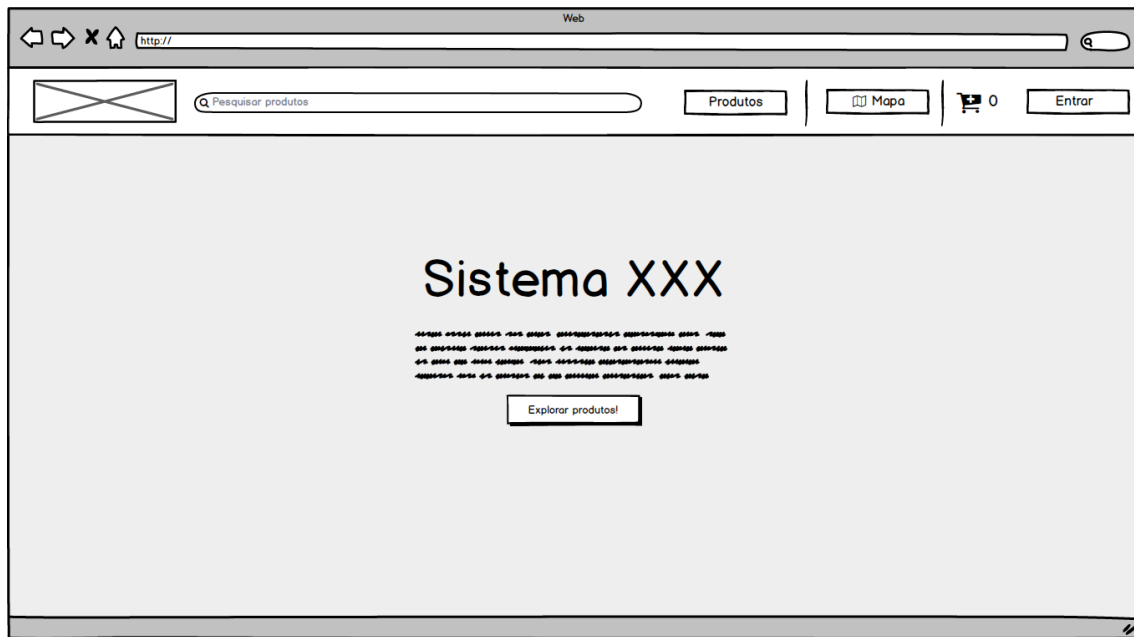 Web
http://
Pesquisar produtos
Produtos
Mapa
0
Entrar
Sistema XXX
Explorar produtos!